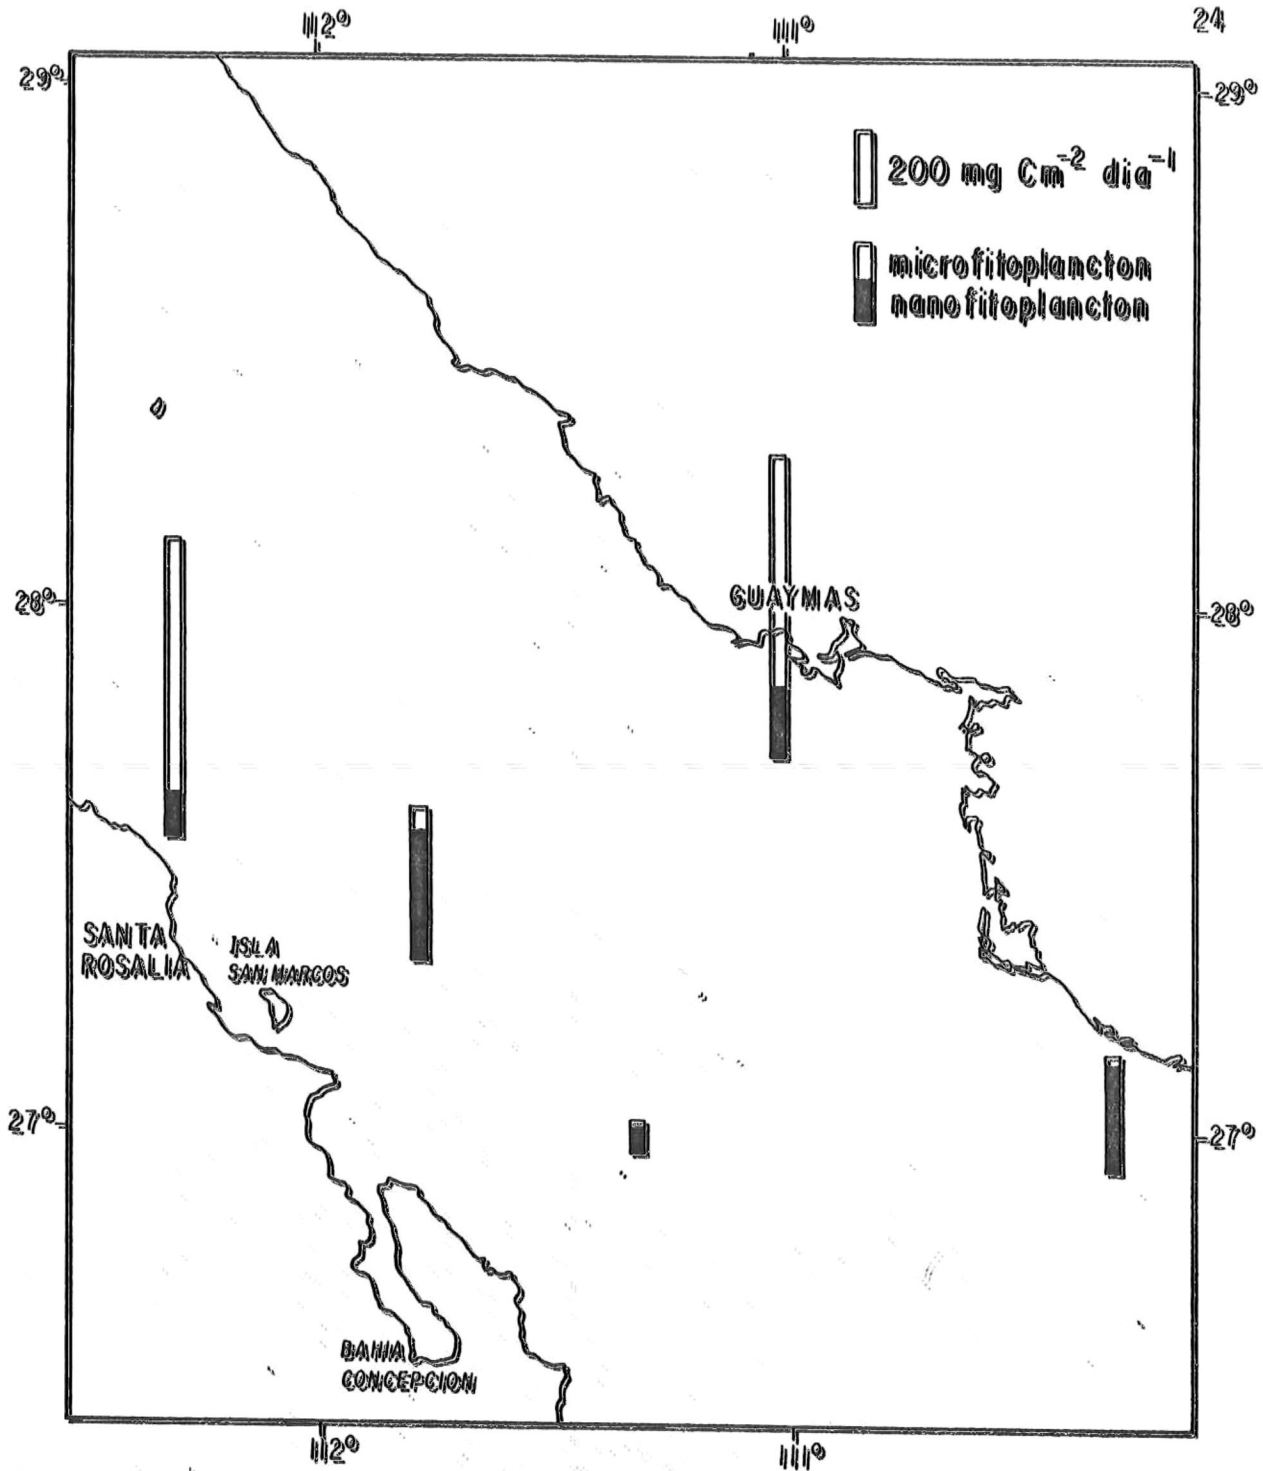 24
112° 111°
29° 29°
200 mg Cm⁻² dia⁻¹
microfitoplancton
nanofitoplancton
GUAYMAS
28° 28°
SANTA
ROSALIA
ISLA
SAN MARCOS
27° 27°
BAHIA
CONCEPCION
112° 111°